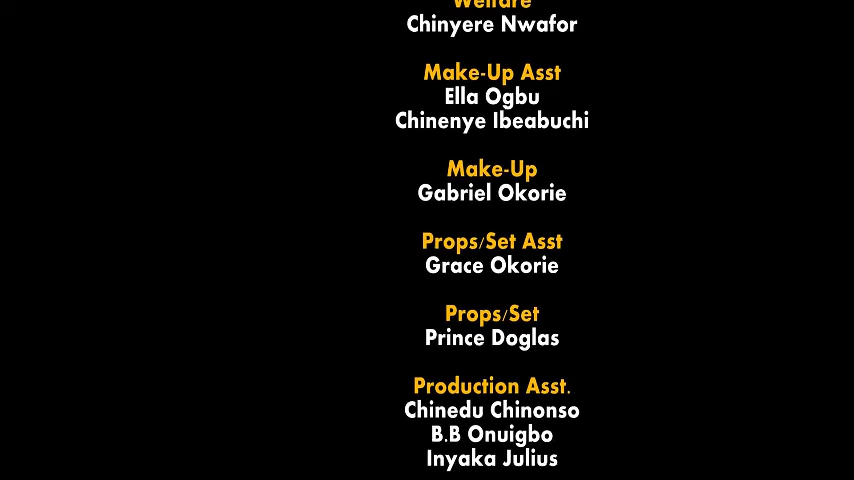 Welfare
Chinyere Nwafor
Make-Up Asst
Ella Ogbu
Chinenye Ibeabuchi
Make-Up
Gabriel Okorie
Props/Set Asst
Grace Okorie
Props/Set
Prince Doglas
Production Asst.
Chinedu Chinonso
B.B Onuigbo
Inyaka Julius